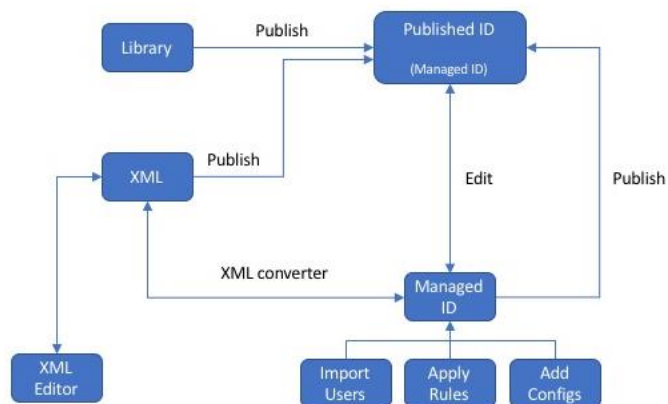 Library
Publish
Published ID
(Managed ID)
XML
Publish
Edit
Publish
XML converter
Managed
ID
XML
Editor
Import
Users
Apply
Rules
Add
Configs